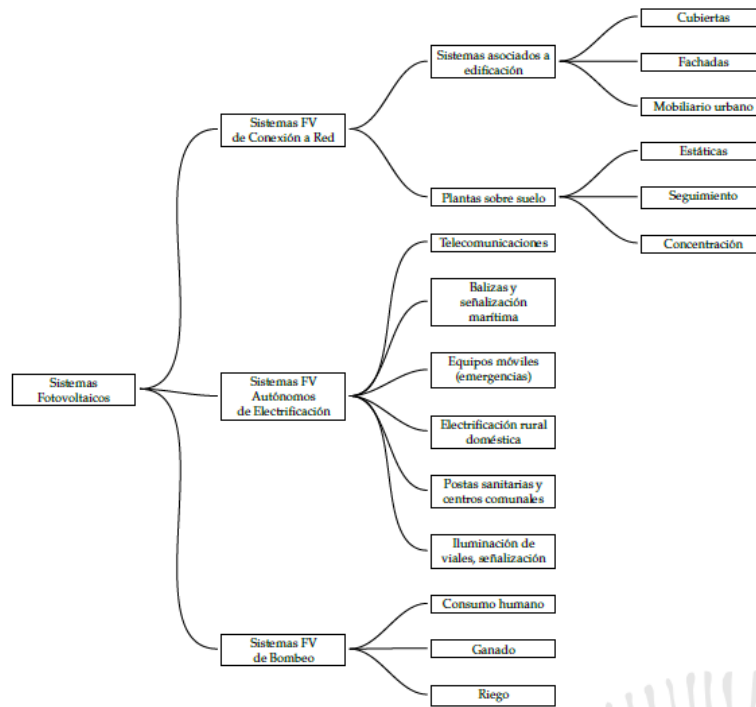 Sistemas
Fotovoltaicos
Sistemas FV
de Conexión a Red
Sistemas asociados a
edificación
Cubiertas
Fachadas
Mobiliario urbano
Plantas sobre suelo
Estáticas
Seguimiento
Concentración
Sistemas FV
Autónomos
de Electrificación
Telecomunicaciones
Balizas y
señalización
marítima
Equipos móviles
(emergencias)
Electrificación rural
doméstica
Postas sanitarias y
centros comunales
Iluminación de
viales, señalización
Sistemas FV
de Bombeo
Consumo humano
Ganado
Riego